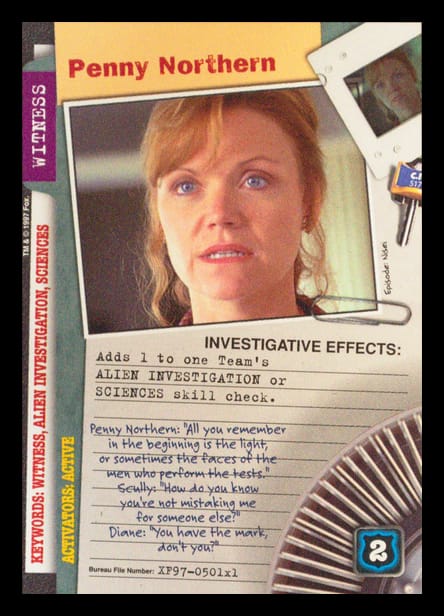 Penny Northern
WITNESS
TM & © 1997 Fox.
KEYWORDS: WITNESS, ALIEN INVESTIGATION, SCIENCES
ACTIVATORS: ACTIVE
Episode: Nisei
517
INVESTIGATIVE EFFECTS:
Adds 1 to one Team's
ALIEN INVESTIGATION or
SCIENCES skill check.
Penny Northern: "All you remember
in the beginning is the light,
or sometimes the faces of the
men who perform the tests."
Scully: "How do you know
you're not mistaking me
for someone else?"
Diane: "You have the mark,
don't you?"
Bureau File Number: XF97-0501x1
2